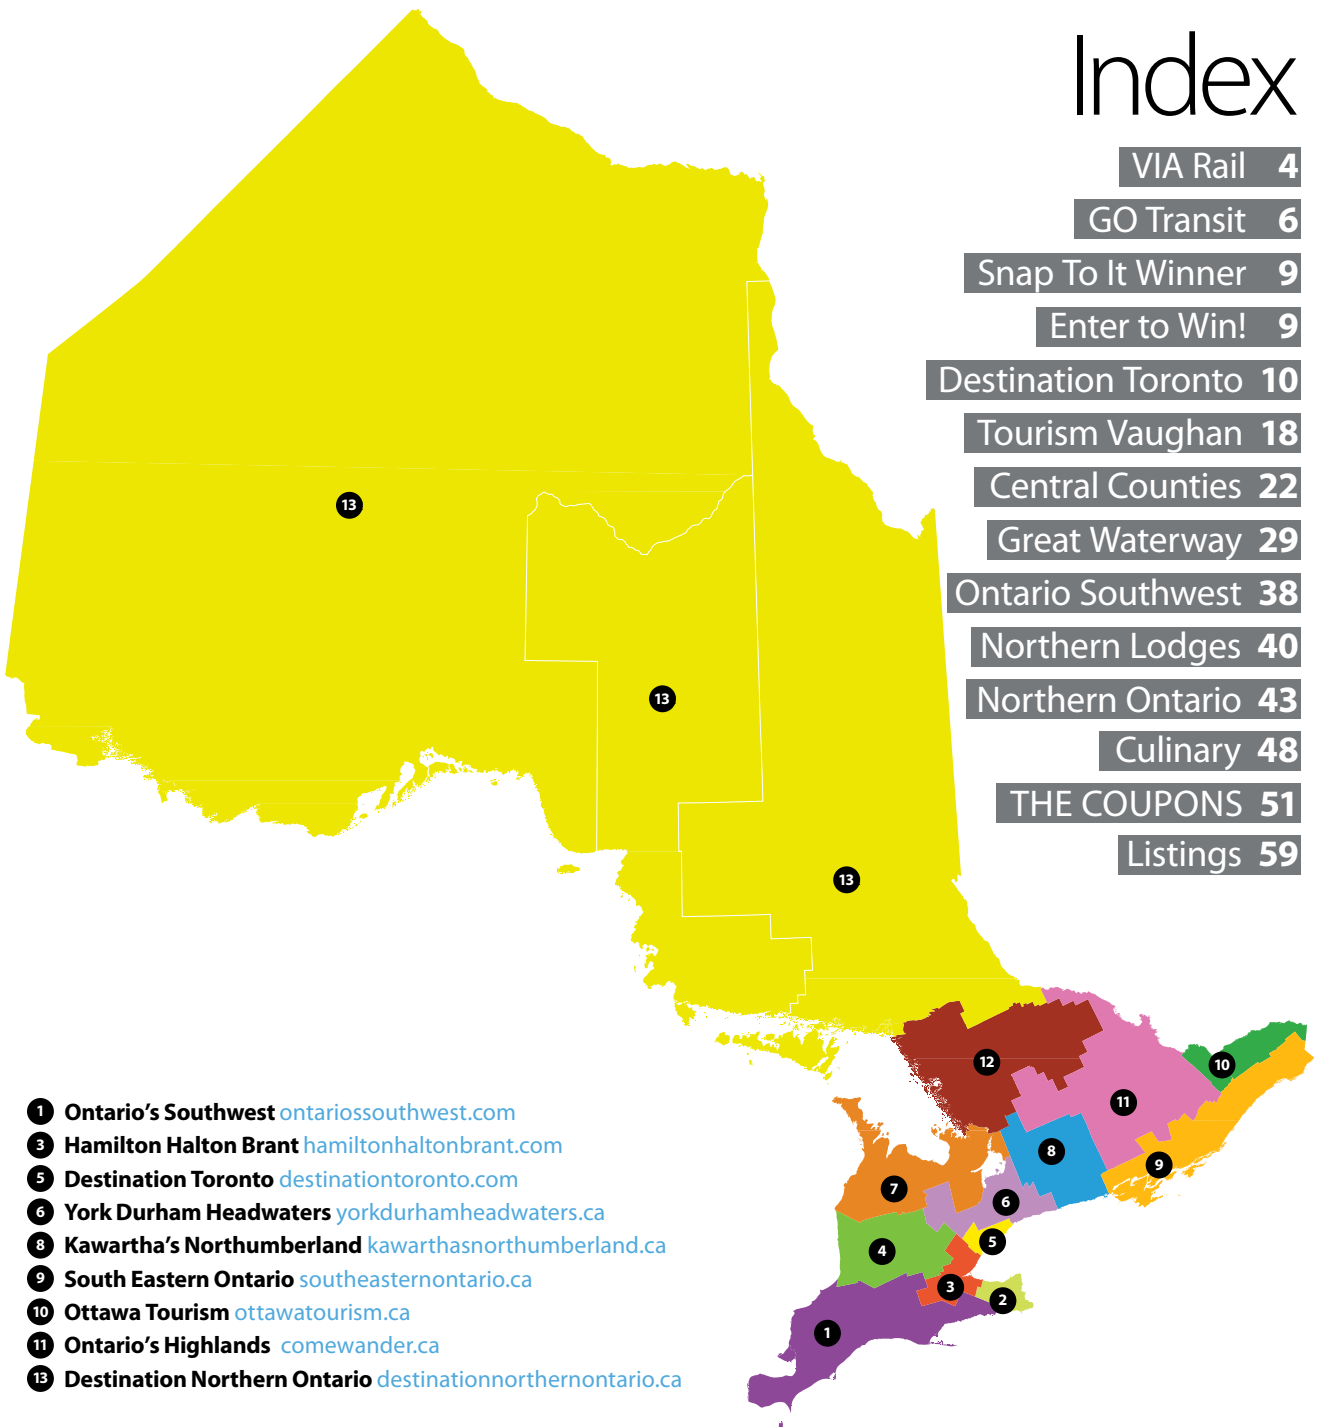 Index
VIA Rail 4
GO Transit 6
Snap To It Winner 9
Enter to Win! 9
Destination Toronto 10
Tourism Vaughan 18
Central Counties 22
Great Waterway 29
Ontario Southwest 38
Northern Lodges 40
Northern Ontario 43
Culinary 48
THE COUPONS 51
Listings 59
13
13
13
12
10
11
8
9
7
6
5
4
3
2
1
1 Ontario's Southwest ontariossouthwest.com
3 Hamilton Halton Brant hamiltonhaltonbrant.com
5 Destination Toronto destinationtoronto.com
6 York Durham Headwaters yorkdurhamheadwaters.ca
8 Kawartha's Northumberland kawarthasnorthumberland.ca
9 South Eastern Ontario southeasternontario.ca
10 Ottawa Tourism ottawatourism.ca
11 Ontario's Highlands comewander.ca
13 Destination Northern Ontario destinationnorthernontario.ca